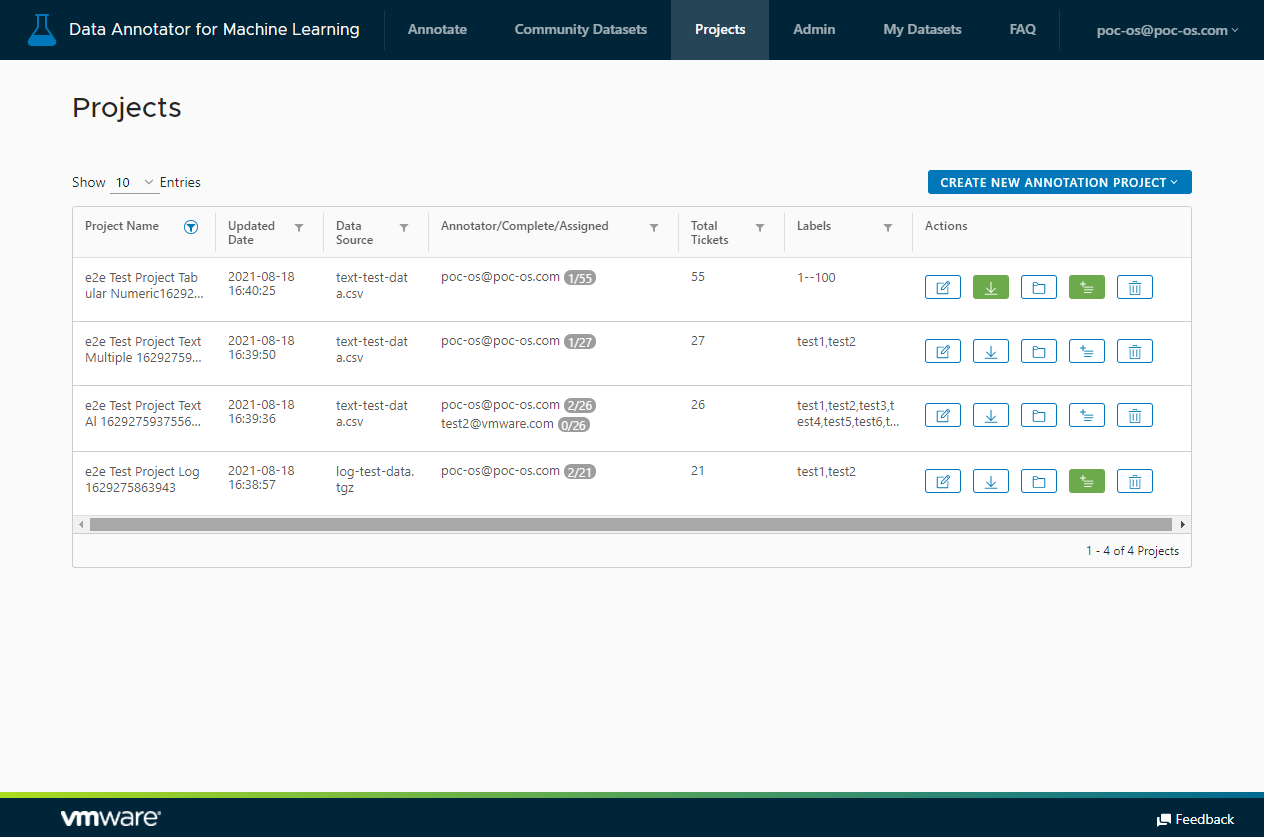 Data Annotator for Machine Learning
Annotate
Community Datasets
Projects
Admin
My Datasets
FAQ
poc-os@poc-os.com
Projects
Show 10 Entries
CREATE NEW ANNOTATION PROJECT
Project Name
Updated
Date
Data
Source
Annotator/Complete/Assigned
Total
Tickets
Labels
Actions
e2e Test Project Tab
ular Numeric16292...
2021-08-18
16:40:25
text-test-dat
a.csv
poc-os@poc-os.com 1/55
55
1--100
e2e Test Project Text
Multiple 16292759...
2021-08-18
16:39:50
text-test-dat
a.csv
poc-os@poc-os.com 1/27
27
test1,test2
e2e Test Project Text
Al 1629275937556...
2021-08-18
16:39:36
text-test-dat
a.csv
poc-os@poc-os.com 2/26
test2@vmware.com 0/26
26
test1,test2,test3,t
est4,test5,test6,t...
e2e Test Project Log
1629275863943
2021-08-18
16:38:57
log-test-data.
tgz
poc-os@poc-os.com 2/21
21
test1,test2
1 - 4 of 4 Projects
vmware
Feedback